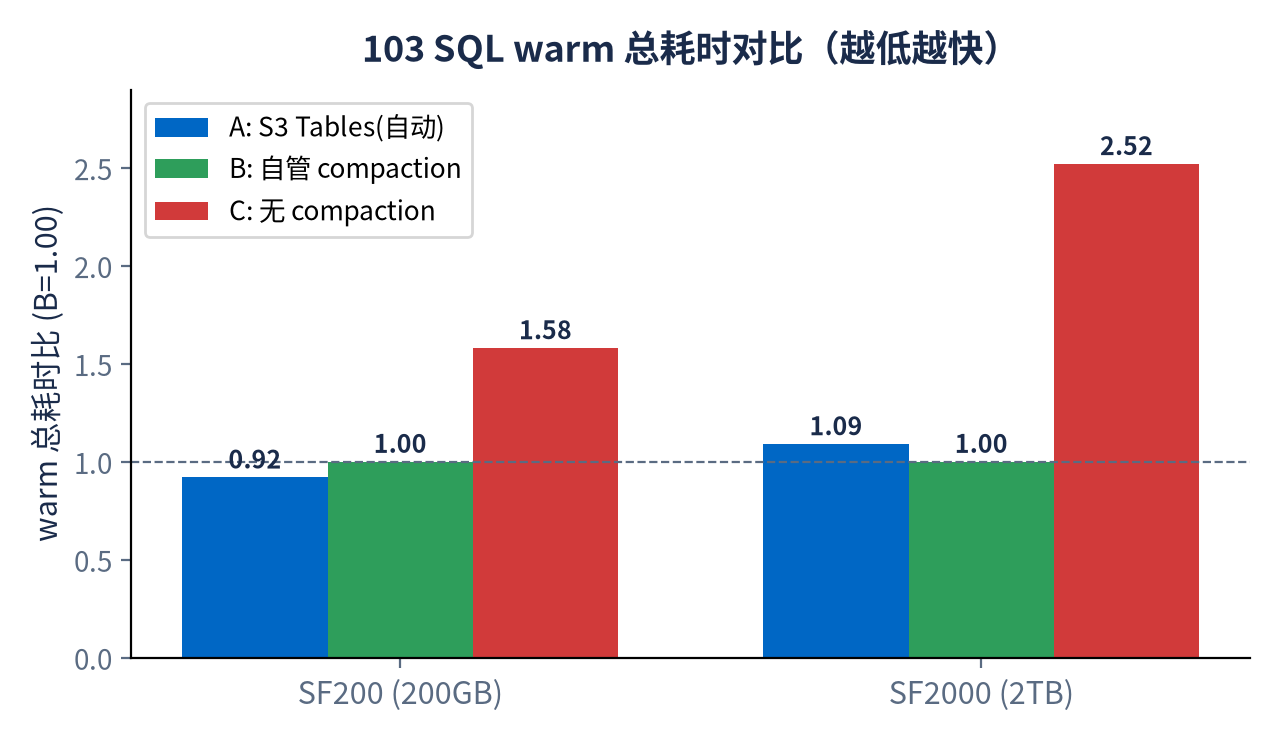 103 SQL warm 总耗时对比（越低越快）
A: S3 Tables(自动)
B: 自管 compaction
C: 无 compaction
warm 总耗时比 (B=1.00)
2.5
2.0
1.5
1.0
0.5
0.0
0.92
1.00
1.58
1.09
1.00
2.52
SF200 (200GB)
SF2000 (2TB)